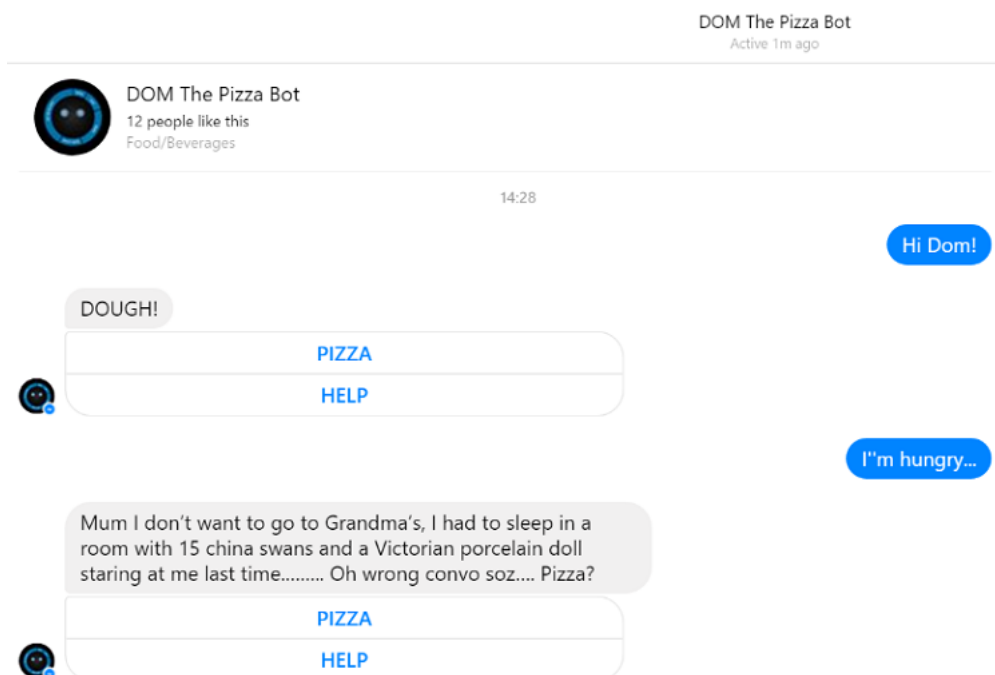 DOM The Pizza Bot
Active 1m ago
DOM The Pizza Bot
12 people like this
Food/Beverages
14:28
Hi Dom!
DOUGH!
PIZZA
HELP
I"m hungry...
Mum I don't want to go to Grandma's, I had to sleep in a
room with 15 china swans and a Victorian porcelain doll
staring at me last time......... Oh wrong convo soz.... Pizza?
PIZZA
HELP